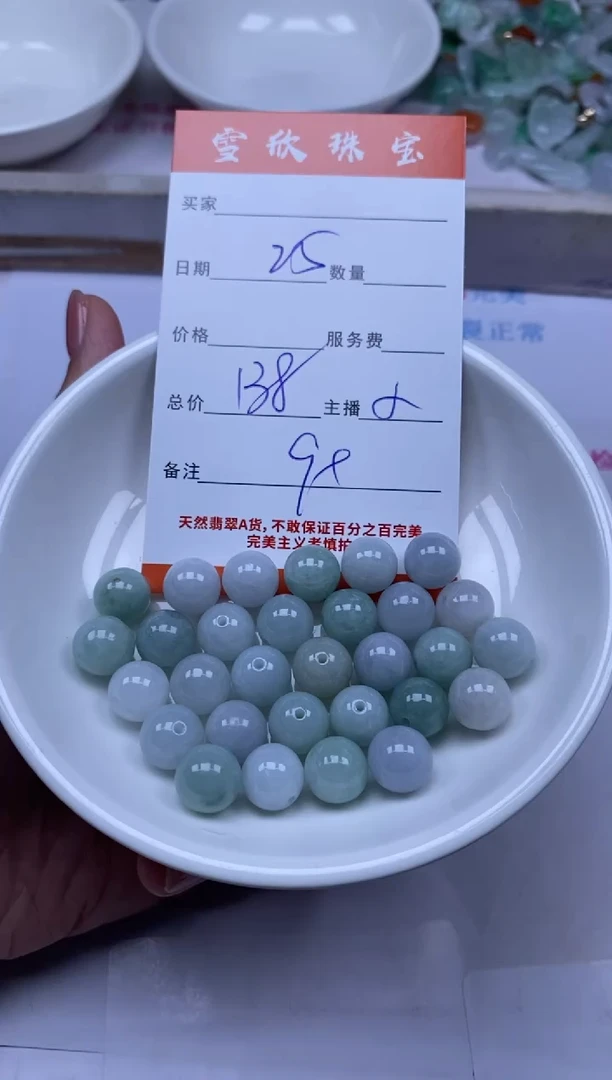 雪欣珠宝
买家
日期 25 数量
价格 服务费
总价 138 主播
备注
天然翡翠A货,不敢保证百分之百完美
完美主义者慎拍
正常